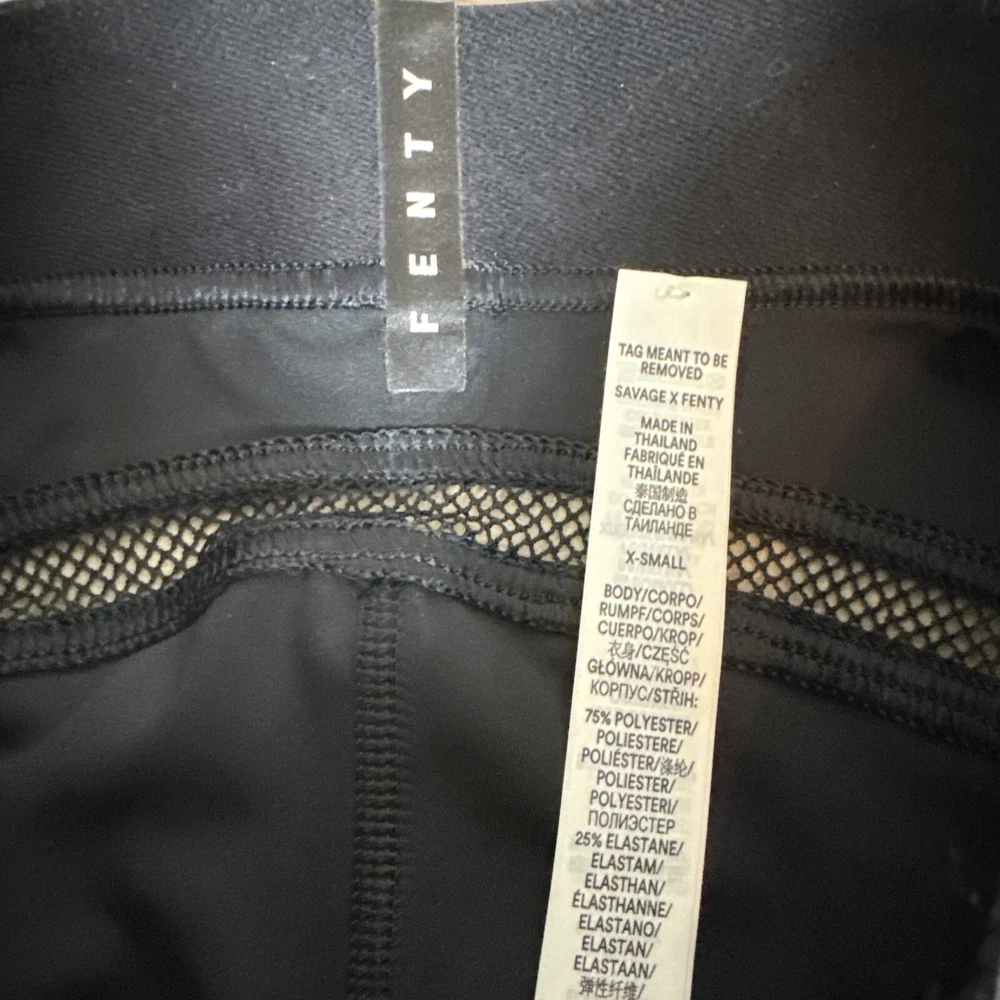 FENTY
TAG MEANT TO BE
REMOVED
SAVAGE X FENTY
MADE IN
THAILAND
FABRIQUÉ EN
THAÏLANDE
泰国制造
СДЕЛАНО В
ТАИЛАНДЕ
X-SMALL
BODY/CORPO/
RUMPF/CORPS/
CUERPO/KROP/
衣身/CZĘŚĆ
GŁÓWNA/KROPP/
КОРПУС/STŘIH:
75% POLYESTER/
POLIESTERE/
POLIÉSTER/涤纶/
POLIESTER/
POLYESTERI/
ПОЛИЭСТЕР
25% ELASTANE/
ELASTAM/
ELASTHAN/
ÉLASTHANNE/
ELASTANO/
ELASTAN/
ELASTAAN/
弹性纤维/